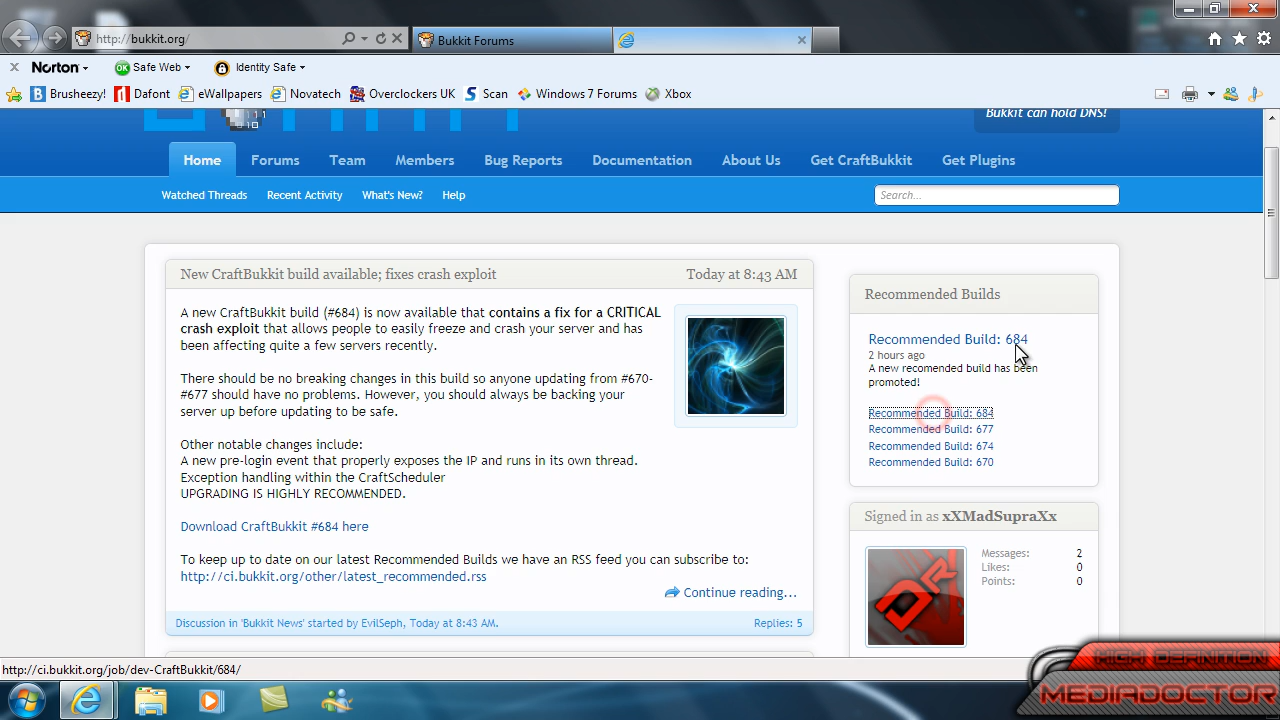 http://bukkit.org/
Bukkit Forums
Norton
OK Safe Web
Identity Safe
Brusheezy!
Dafont
eWallpapers
Novatech
Overclockers UK
Scan
Windows 7 Forums
Xbox
Bukkit can hold DNS!
Home
Forums
Team
Members
Bug Reports
Documentation
About Us
Get CraftBukkit
Get Plugins
Watched Threads
Recent Activity
What's New?
Help
Search...
New CraftBukkit build available; fixes crash exploit
Today at 8:43 AM
A new CraftBukkit build (#684) is now available that contains a fix for a CRITICAL
crash exploit that allows people to easily freeze and crash your server and has
been affecting quite a few servers recently.
There should be no breaking changes in this build so anyone updating from #670-
#677 should have no problems. However, you should always be backing your
server up before updating to be safe.
Other notable changes include:
A new pre-login event that properly exposes the IP and runs in its own thread.
Exception handling within the CraftScheduler
UPGRADING IS HIGHLY RECOMMENDED.
Download CraftBukkit #684 here
To keep up to date on our latest Recommended Builds we have an RSS feed you can subscribe to:
http://ci.bukkit.org/other/latest_recommended.rss
Continue reading...
Discussion in 'Bukkit News' started by EvilSeph, Today at 8:43 AM.
Replies: 5
Recommended Builds
Recommended Build: 684
2 hours ago
A new recomended build has been
promoted!
Recommended Build: 684
Recommended Build: 677
Recommended Build: 674
Recommended Build: 670
Signed in as xXMadSupraXx
DR
Messages: 2
Likes: 0
Points: 0
http://ci.bukkit.org/job/dev-CraftBukkit/684/
HIGH DEFINITION
MEDIADOCTOR